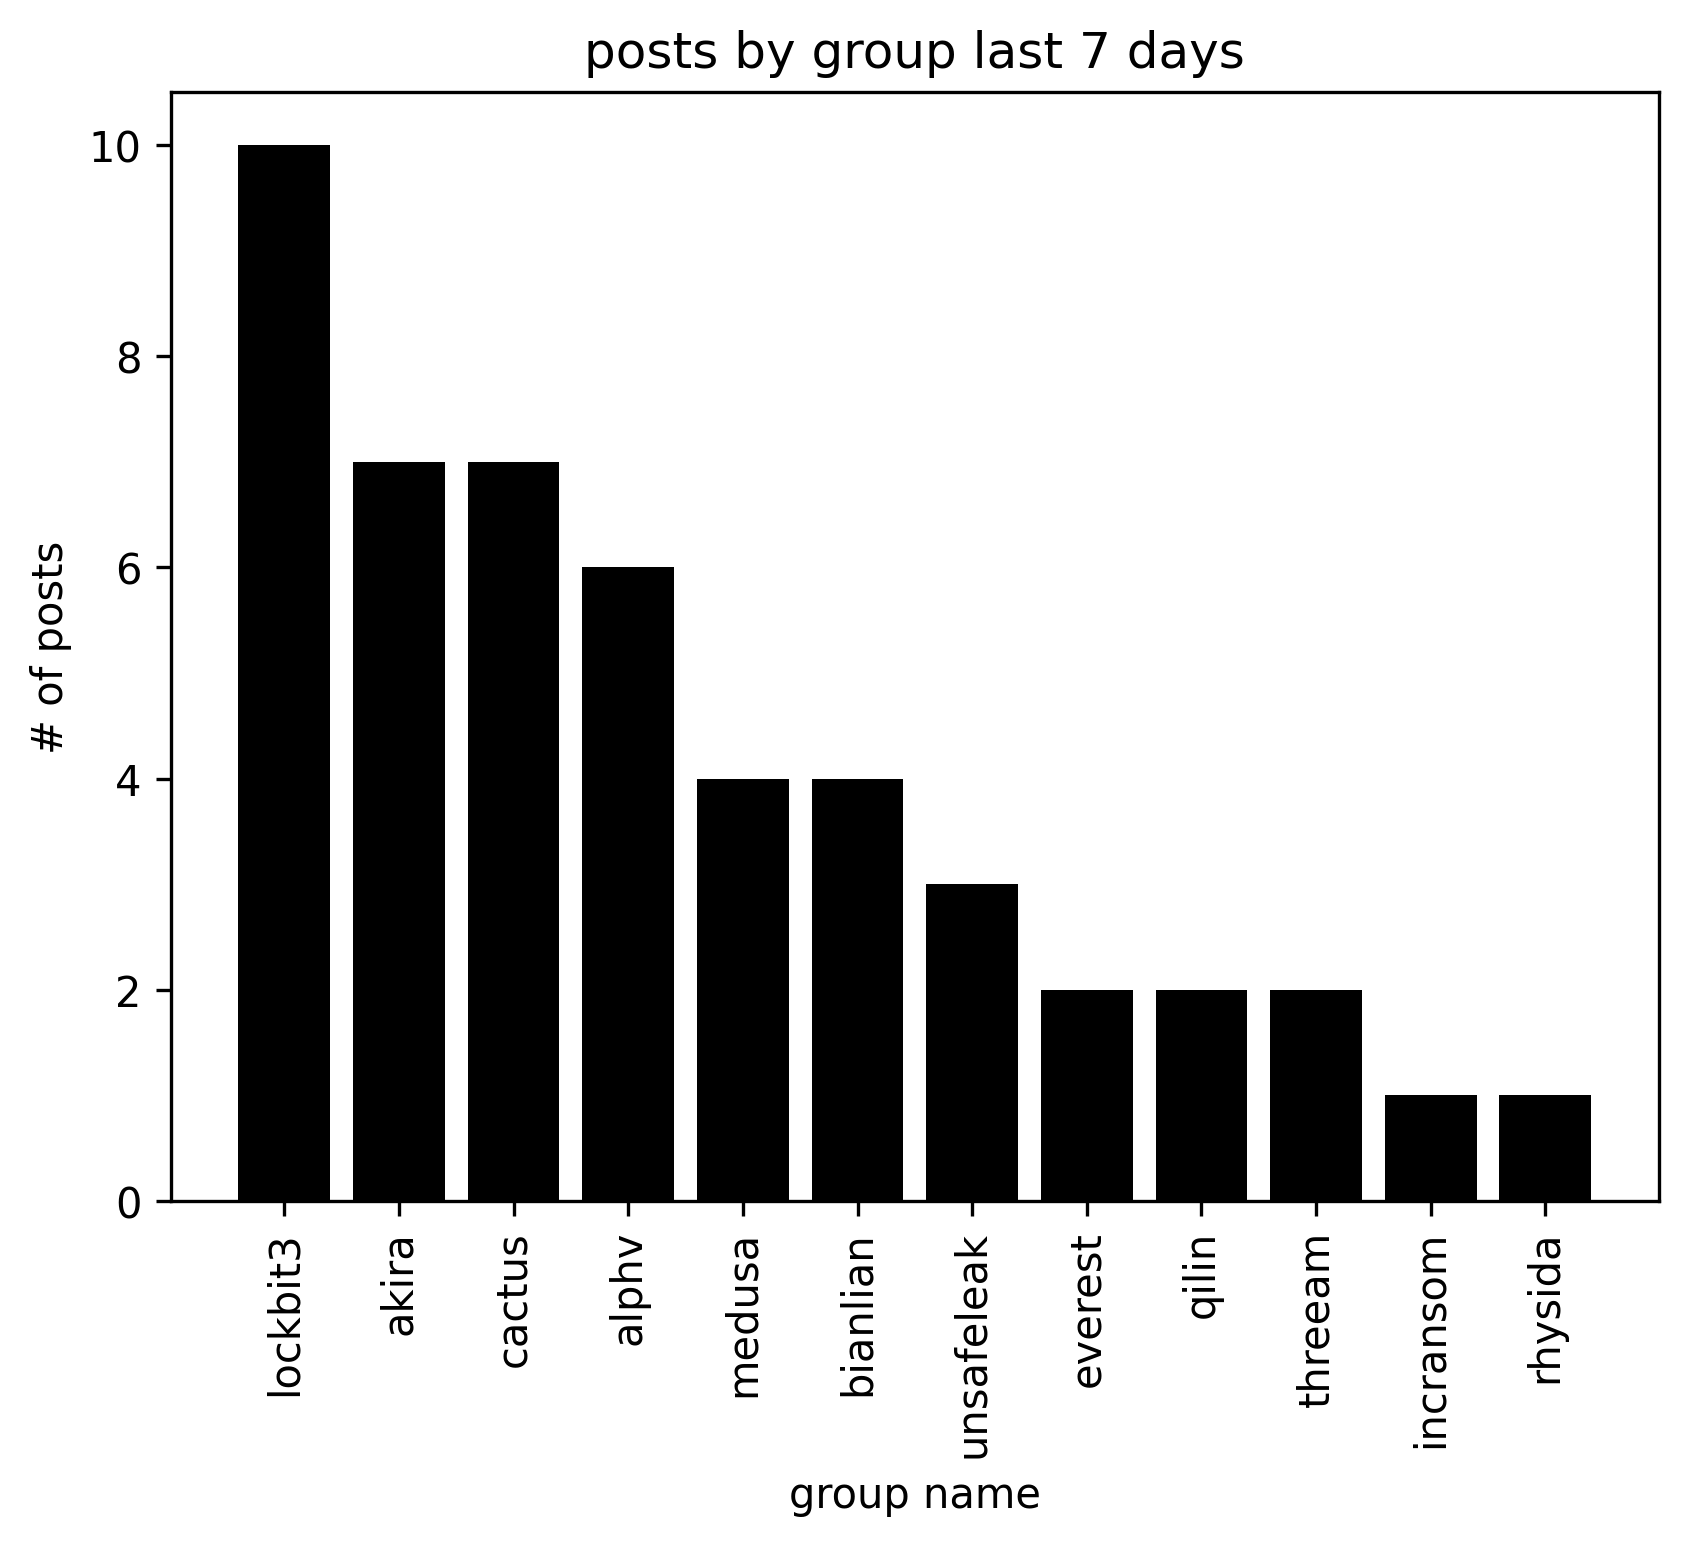 posts by group last 7 days
# of posts
10
8
6
4
2
0
lockbit3
akira
cactus
alphv
medusa
bianlian
unsafeleak
everest
qilin
threeam
incransom
rhysida
group name